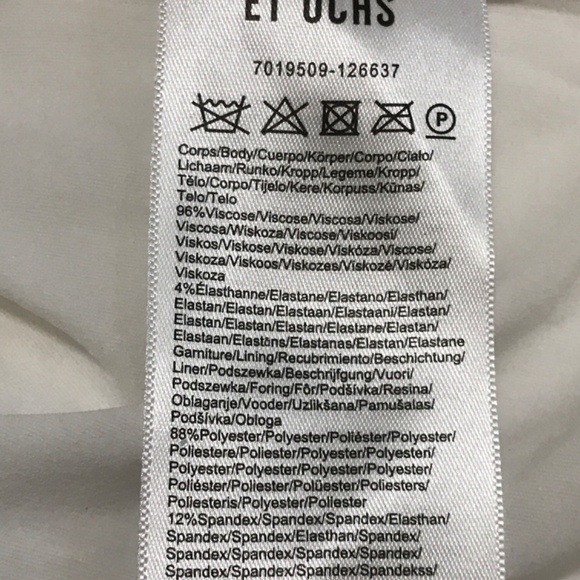 ET OCHS
7019509-126637
P
Corps/Body/Cuerpo/Körper/Corpo/Ciało/
Lichaam/Runko/Kropp/Legeme/Kropp/
Tělo/Corpo/Tijelo/Kere/Korpuss/Kūnas/
Telo/Telo
96%Viscose/Viscose/Viscosa/Viskose/
Viscosa/Wiskoza/Viscose/Viskoosi/
Viskos/Viskose/Viskose/Viskóza/Viscose/
Viskoza/Viskoos/Viskozes/Viskozė/Viskóza/
Viskoza
4%Élasthanne/Elastane/Elastano/Elasthan/
Elastan/Elastan/Elastaan/Elastaani/Elastan/
Elastan/Elastan/Elastan/Elastane/Elastan/
Elastaan/Elastōns/Elastanas/Elastan/Elastane
Garniture/Lining/Recubrimiento/Beschichtung/
Liner/Podszewka/Beschrijfgung/Vuori/
Podszewka/Foring/Fôr/Podšívka/Resina/
Oblaganje/Vooder/Uzlikšana/Pamušalas/
Podšívka/Obloga
88%Polyester/Polyester/Poliéster/Polyester/
Poliestere/Poliester/Polyester/Polyesteri/
Polyester/Polyester/Polyester/Polyester/
Poliéster/Poliester/Polüester/Poliesters/
Poliesteris/Polyester/Poliester
12%Spandex/Spandex/Spandex/Elasthan/
Spandex/Spandex/Elasthan/Spandex/
Spandex/Spandex/Spandex/Spandex/
Spandex/Spandex/Spandex/Spandekss/